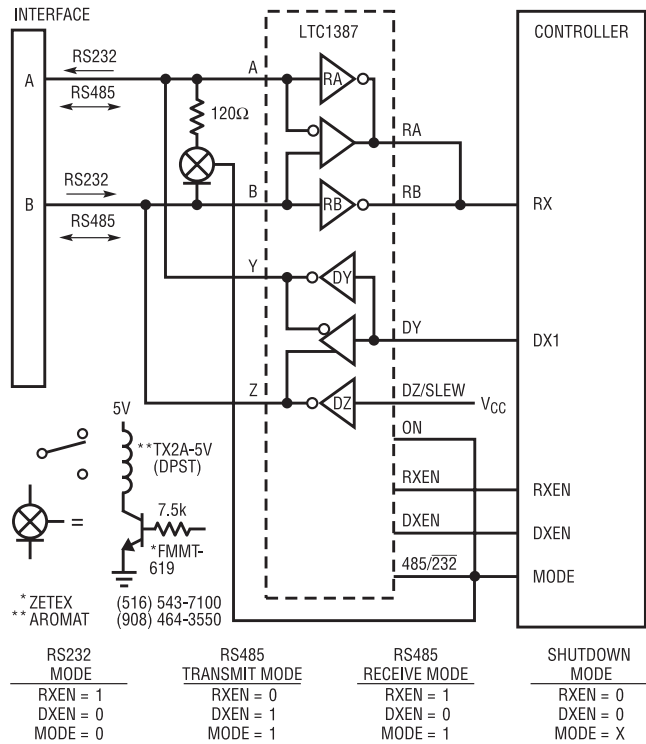 INTERFACE
LTC1387
CONTROLLER
RS232
A
A
RA
RS485
120Ω
RA
RS232
B
B
RB
RB
RX
RS485
Y
DY
DY
DX1
Z
DZ
DZ/SLEW
VCC
5V
ON
**TX2A-5V
(DPST)
RXEN
RXEN
7.5k
DXEN
DXEN
=
*FMMT-
619
485/2̅3̅2̅
MODE
* ZETEX (516) 543-7100
** AROMAT (908) 464-3550
RS232
MODE
RXEN = 1
DXEN = 0
MODE = 0
RS485
TRANSMIT MODE
RXEN = 0
DXEN = 1
MODE = 1
RS485
RECEIVE MODE
RXEN = 1
DXEN = 0
MODE = 1
SHUTDOWN
MODE
RXEN = 0
DXEN = 0
MODE = X